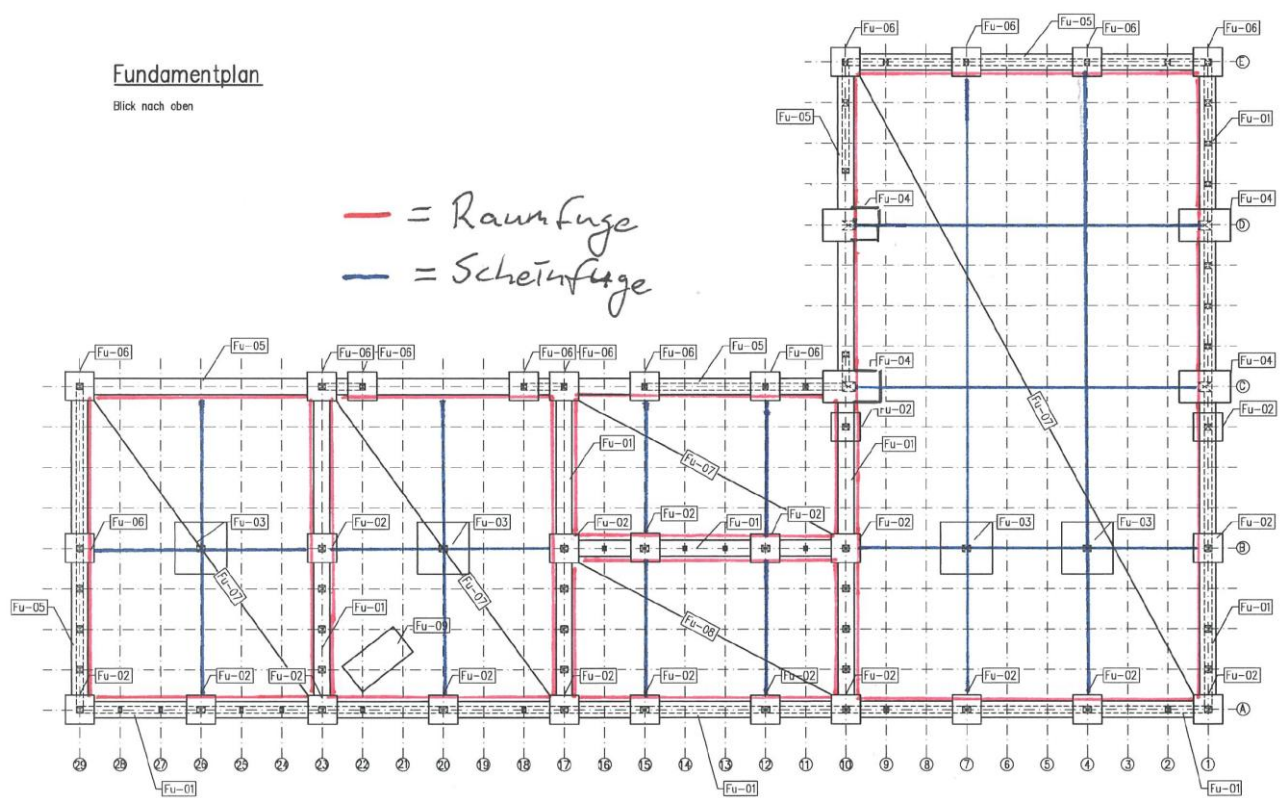 Fu-06 Fu-06 Fu-05 Fu-06 Fu-06
E
Fundamentplan
Blick nach oben
Fu-05 Fu-01
= Raumfuge
Fu-04 Fu-04
D
= Scheinfuge
Fu-06 Fu-05 Fu-06 Fu-06 Fu-06 Fu-06 Fu-06 Fu-05 Fu-06 Fu-04 Fu-04
C
Fu-02 Fu-02
Fu-07
Fu-01 Fu-07 Fu-01
Fu-06 Fu-03 Fu-02 Fu-03 Fu-02 Fu-02 Fu-01 Fu-02 Fu-02 Fu-03 Fu-03 Fu-02
B
Fu-07 Fu-07
Fu-05 Fu-01 Fu-09 Fu-08 Fu-01
Fu-02 Fu-02 Fu-02 Fu-02 Fu-02 Fu-02 Fu-02 Fu-02 Fu-02 Fu-02 Fu-02
A
29 28 27 26 25 24 23 22 21 20 19 18 17 16 15 14 13 12 11 10 9 8 7 6 5 4 3 2 1
Fu-01 Fu-01 Fu-01